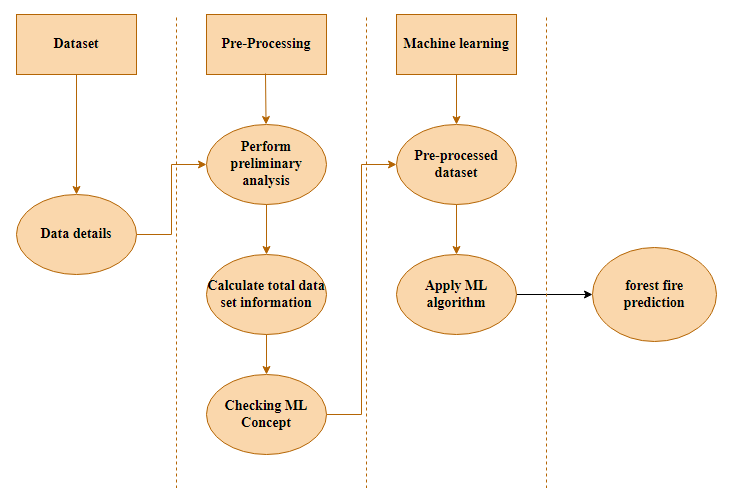 Dataset
Pre-Processing
Machine learning
Perform
preliminary
analysis
Pre-processed
dataset
Data details
Calculate total data
set information
Apply ML
algorithm
forest fire
prediction
Checking ML
Concept